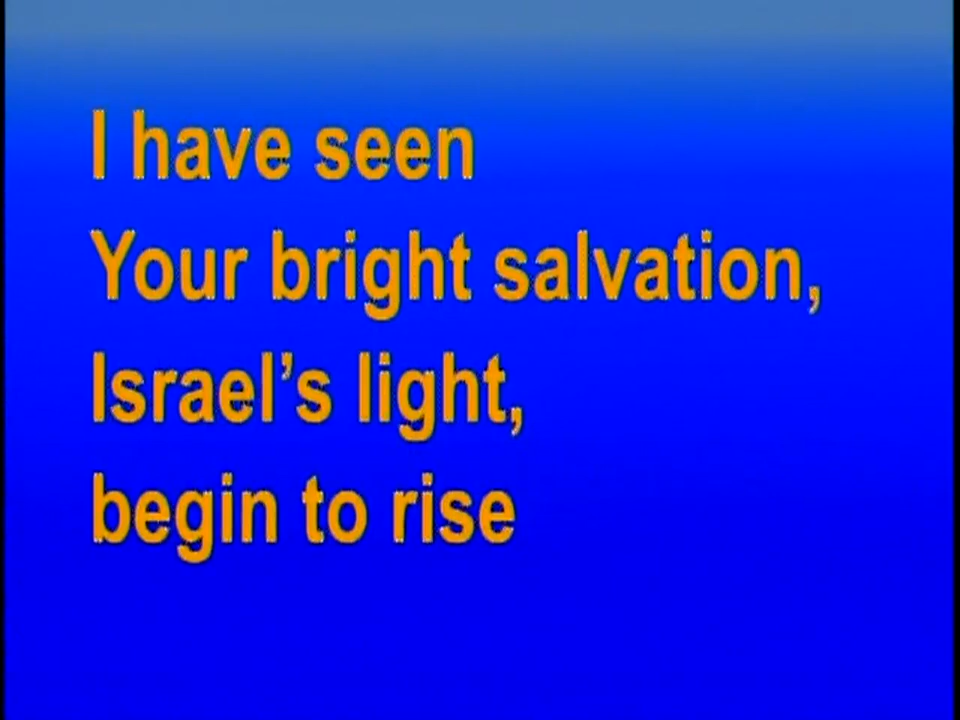 I have seen
Your bright salvation,
Israel’s light,
begin to rise